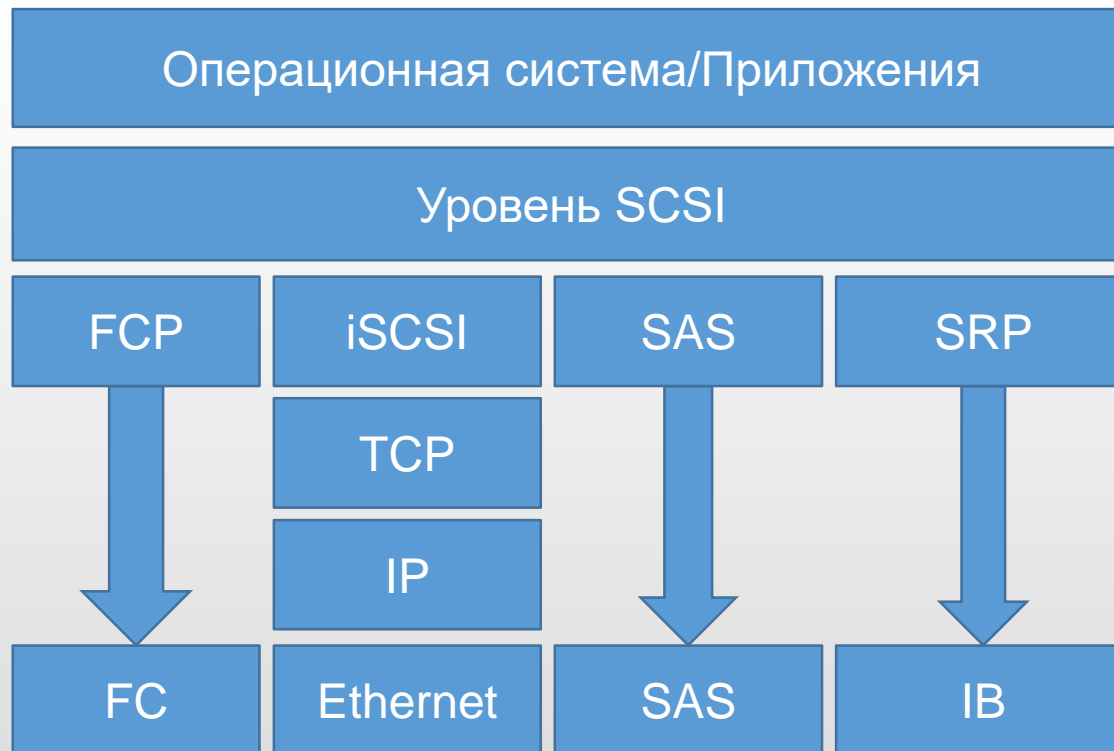 Операционная система/Приложения
Уровень SCSI
FCP iSCSI SAS SRP
TCP
IP
FC Ethernet SAS IB